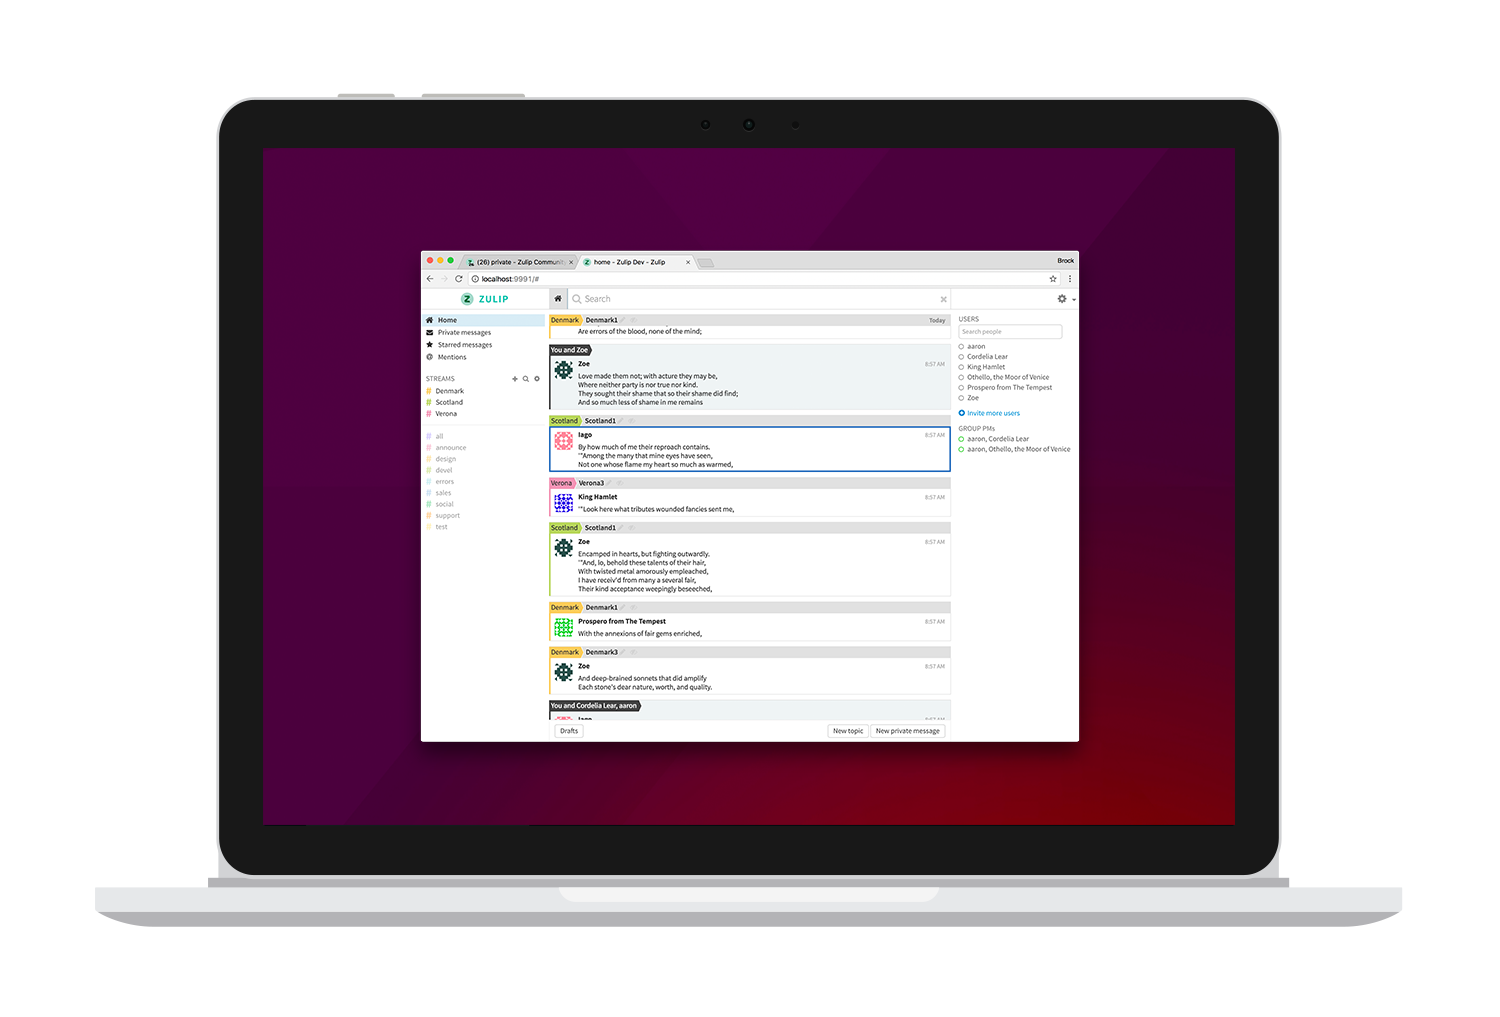 (26) private - Zulip Communit
home - Zulip Dev - Zulip
Brock
localhost:9991/#
ZULIP
Search
Home
Private messages
Starred messages
Mentions
STREAMS
# Denmark
# Scotland
# Verona
# all
# announce
# design
# devel
# errors
# sales
# social
# support
# test
Denmark Denmark1 Today
Are errors of the blood, none of the mind;
You and Zoe
Zoe 8:57 AM
Love made them not; with acture they may be,
Where neither party is nor true nor kind.
They sought their shame that so their shame did find;
And so much less of shame in me remains
Scotland Scotland1
Iago 8:57 AM
By how much of me their reproach contains.
'"Among the many that mine eyes have seen,
Not one whose flame my heart so much as warmed,
Verona Verona3
King Hamlet 8:57 AM
'"Look here what tributes wounded fancies sent me,
Scotland Scotland1
Zoe 8:57 AM
Encamped in hearts, but fighting outwardly.
'"And, lo, behold these talents of their hair,
With twisted metal amorously empleached,
I have receiv'd from many a several fair,
Their kind acceptance weepingly beseeched,
Denmark Denmark1
Prospero from The Tempest 8:57 AM
With the annexions of fair gems enriched,
Denmark Denmark3
Zoe 8:57 AM
And deep-brained sonnets that did amplify
Each stone's dear nature, worth, and quality.
You and Cordelia Lear, aaron
Iago 8:57 AM
Drafts
New topic
New private message
USERS
Search people
aaron
Cordelia Lear
King Hamlet
Othello, the Moor of Venice
Prospero from The Tempest
Zoe
Invite more users
GROUP PMs
aaron, Cordelia Lear
aaron, Othello, the Moor of Venice